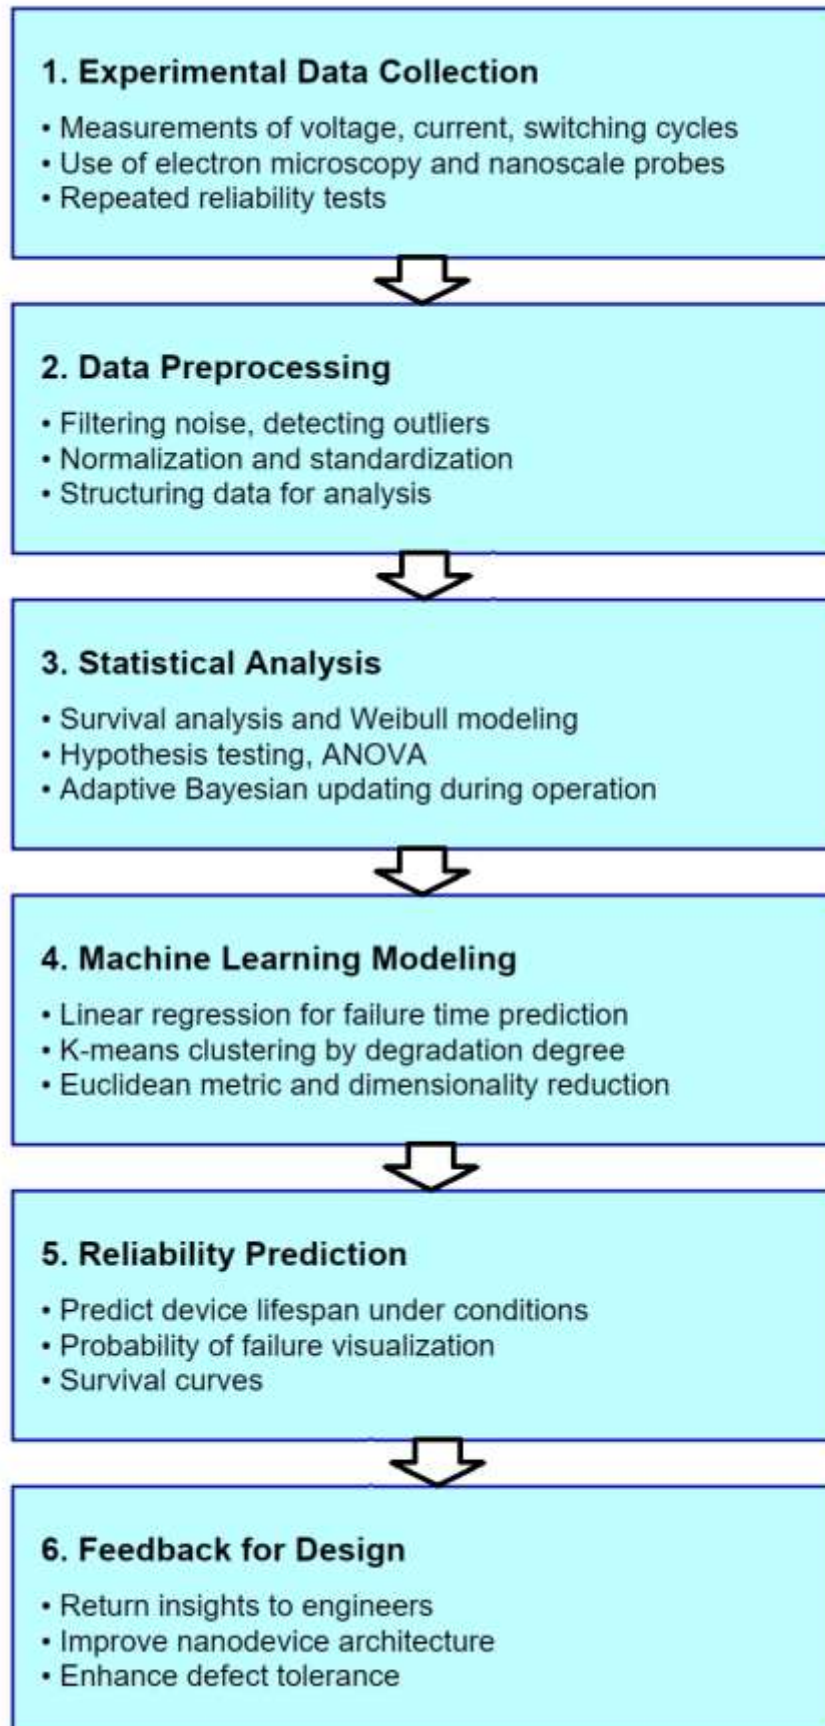 1. Experimental Data Collection
• Measurements of voltage, current, switching cycles
• Use of electron microscopy and nanoscale probes
• Repeated reliability tests
2. Data Preprocessing
• Filtering noise, detecting outliers
• Normalization and standardization
• Structuring data for analysis
3. Statistical Analysis
• Survival analysis and Weibull modeling
• Hypothesis testing, ANOVA
• Adaptive Bayesian updating during operation
4. Machine Learning Modeling
• Linear regression for failure time prediction
• K-means clustering by degradation degree
• Euclidean metric and dimensionality reduction
5. Reliability Prediction
• Predict device lifespan under conditions
• Probability of failure visualization
• Survival curves
6. Feedback for Design
• Return insights to engineers
• Improve nanodevice architecture
• Enhance defect tolerance